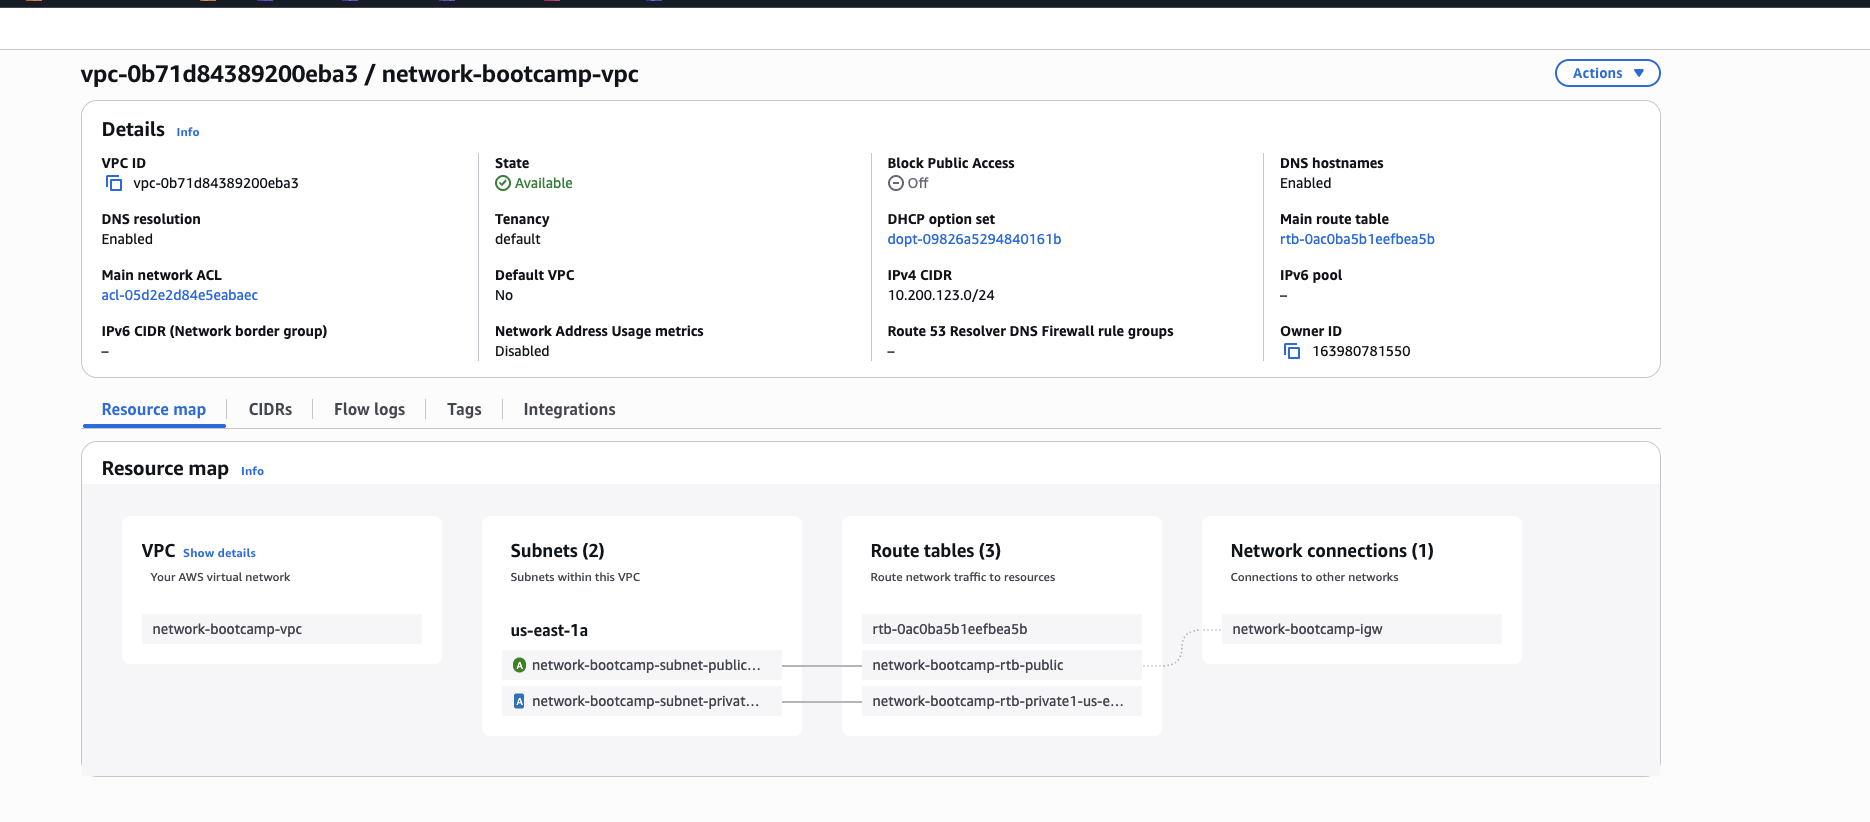 vpc-0b71d84389200eba3 / network-bootcamp-vpc
Actions
Details Info
VPC ID
vpc-0b71d84389200eba3
State
Available
Block Public Access
Off
DNS hostnames
Enabled
DNS resolution
Enabled
Tenancy
default
DHCP option set
dopt-09826a5294840161b
Main route table
rtb-0ac0ba5b1eefbea5b
Main network ACL
acl-05d2e2d84e5eabaec
Default VPC
No
IPv4 CIDR
10.200.123.0/24
IPv6 pool
–
IPv6 CIDR (Network border group)
–
Network Address Usage metrics
Disabled
Route 53 Resolver DNS Firewall rule groups
–
Owner ID
163980781550
Resource map
CIDRs
Flow logs
Tags
Integrations
Resource map Info
VPC Show details
Your AWS virtual network
network-bootcamp-vpc
Subnets (2)
Subnets within this VPC
us-east-1a
A network-bootcamp-subnet-public...
A network-bootcamp-subnet-privat...
Route tables (3)
Route network traffic to resources
rtb-0ac0ba5b1eefbea5b
network-bootcamp-rtb-public
network-bootcamp-rtb-private1-us-e...
Network connections (1)
Connections to other networks
network-bootcamp-igw